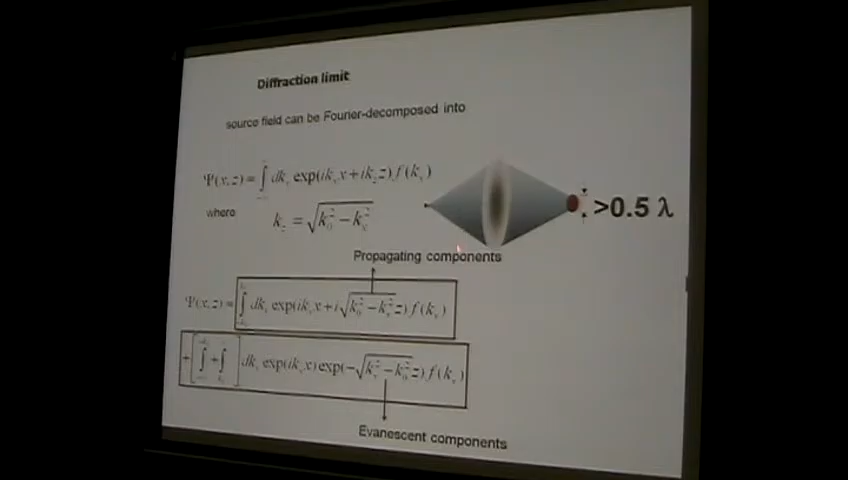 Diffraction limit
source field can be Fourier-decomposed into
Ψ(x,z) = ∫ dkₓ exp(ikₓx + ik_z z) f(kₓ)
where
k_z = √(k₀² − kₓ²)
>0.5 λ
Propagating components
Ψ(x,z) = ∫ dkₓ exp(ikₓx + i√(k₀² − kₓ²) z) f(kₓ)
+ [∫ + ∫] dkₓ exp(ikₓx) exp(−√(kₓ² − k₀²) z) f(kₓ)
Evanescent components